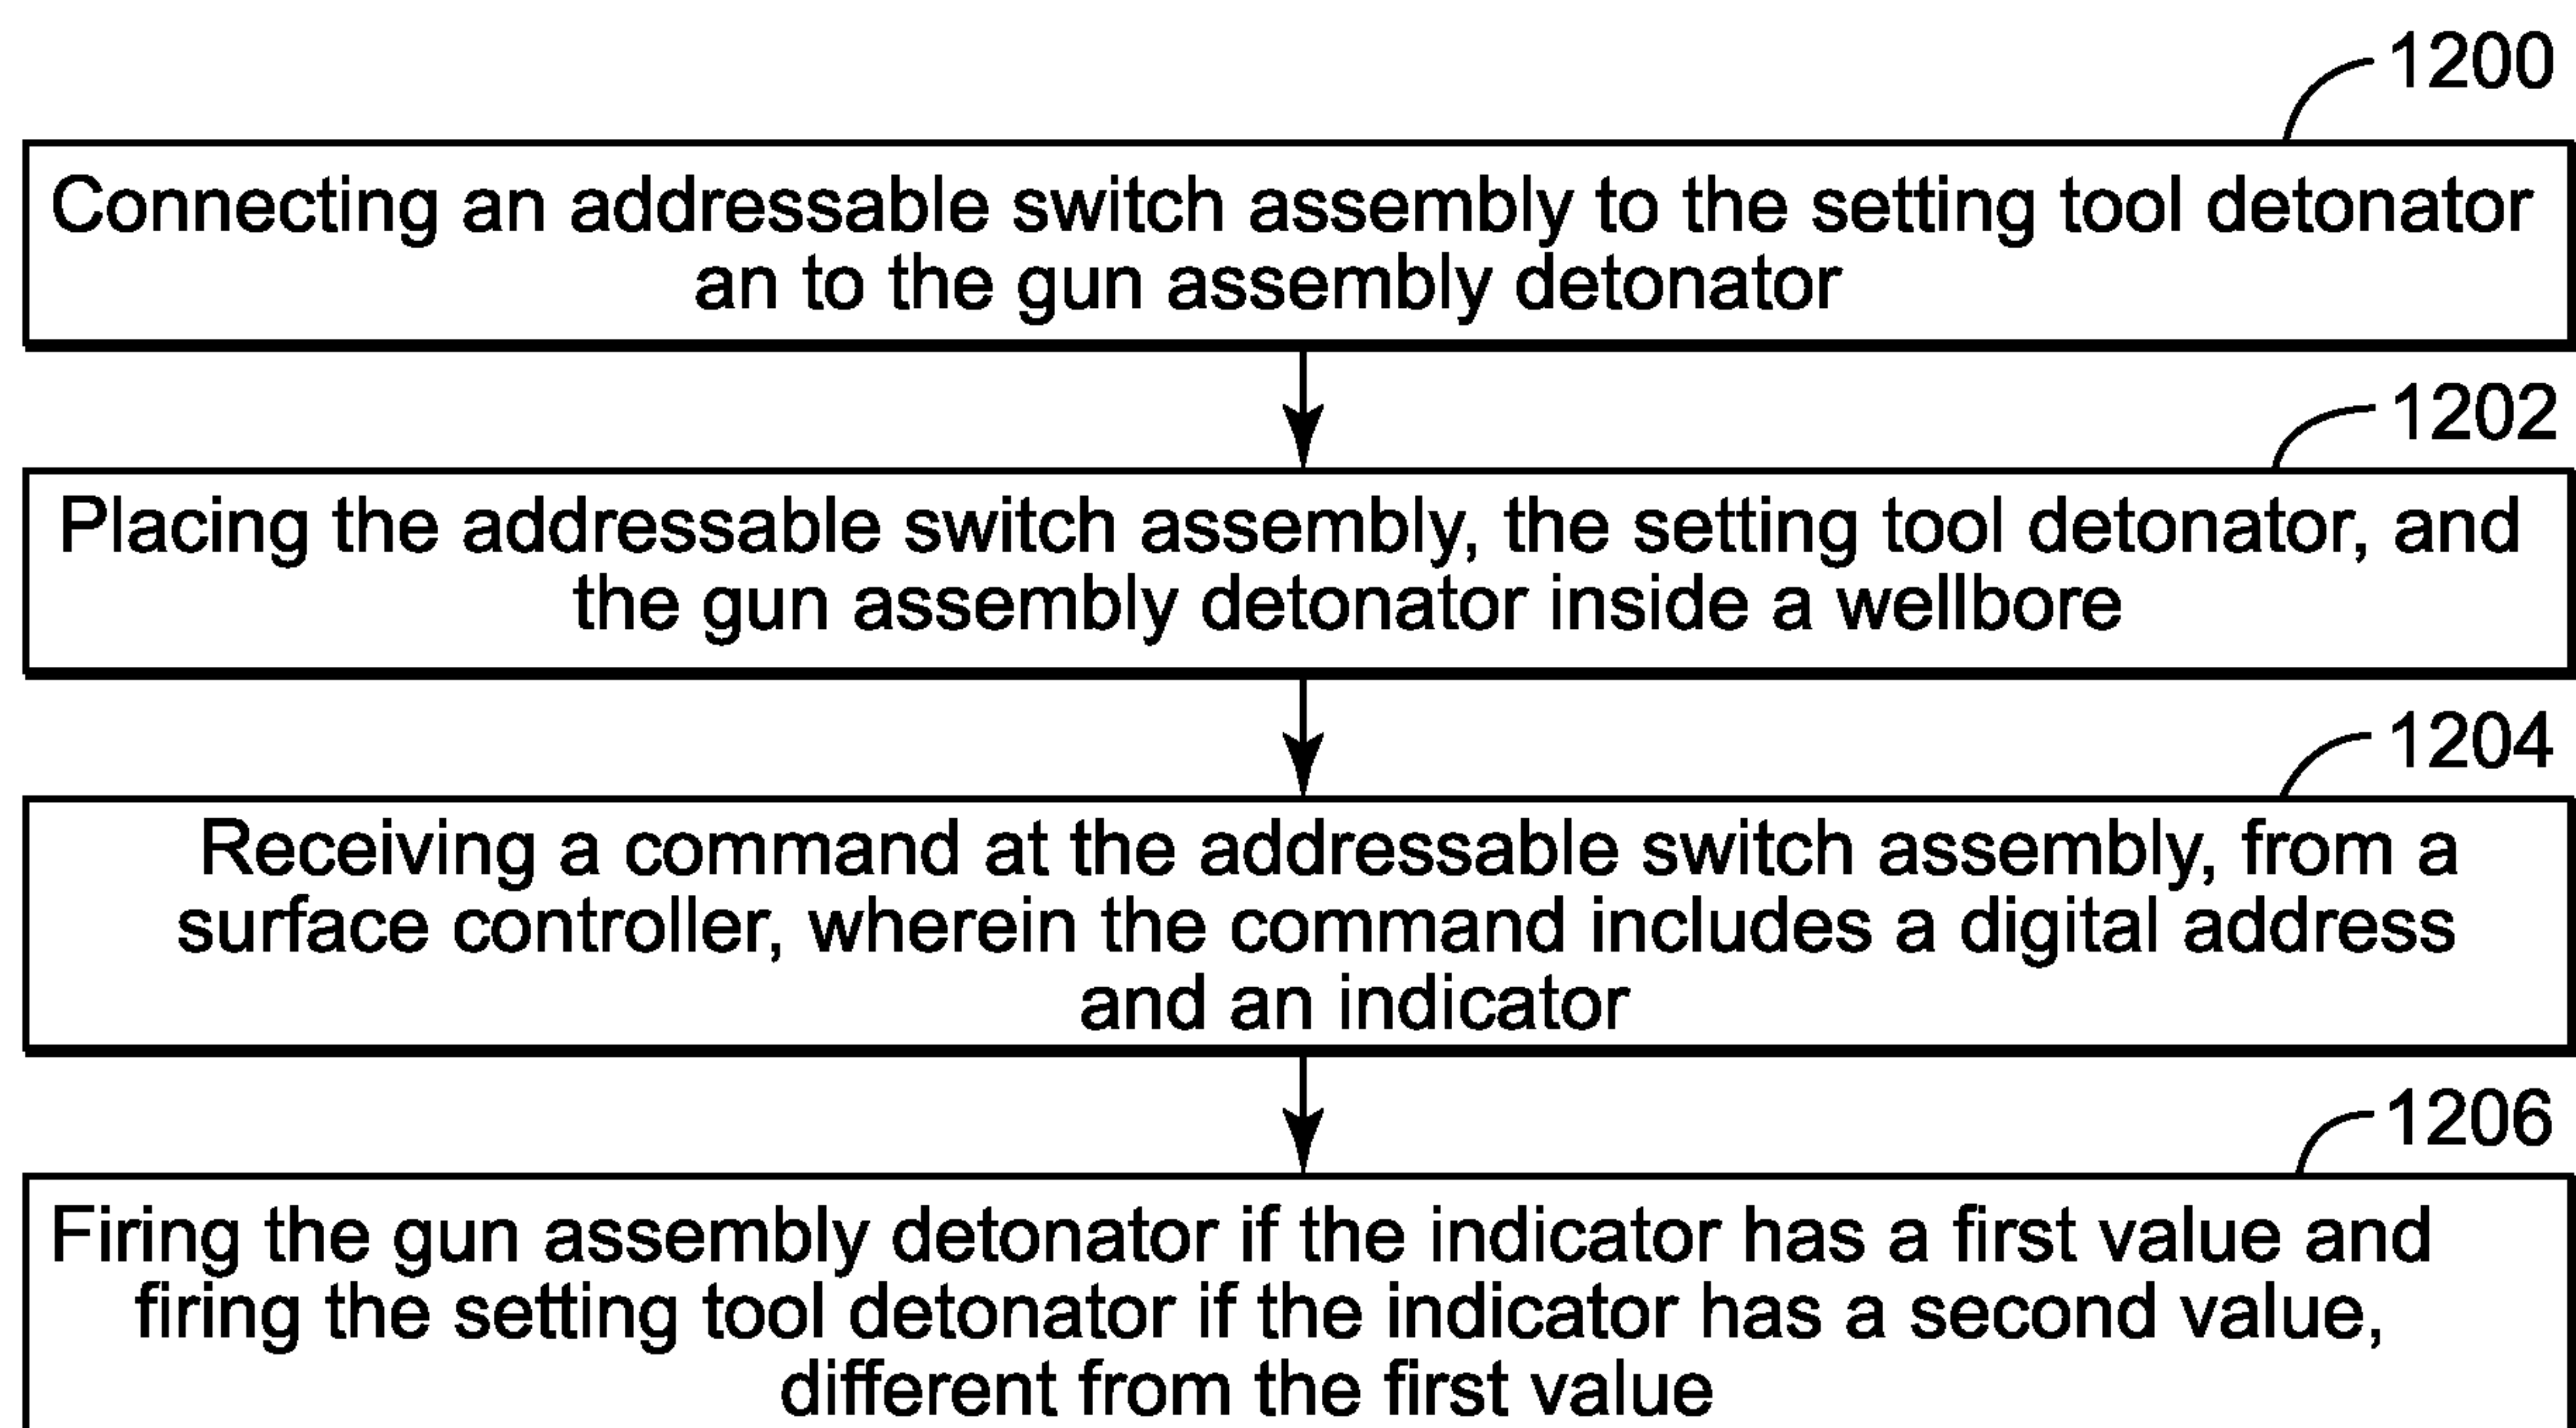 1200
Connecting an addressable switch assembly to the setting tool detonator
an to the gun assembly detonator
1202
Placing the addressable switch assembly, the setting tool detonator, and
the gun assembly detonator inside a wellbore
1204
Receiving a command at the addressable switch assembly, from a
surface controller, wherein the command includes a digital address
and an indicator
1206
Firing the gun assembly detonator if the indicator has a first value and
firing the setting tool detonator if the indicator has a second value,
different from the first value